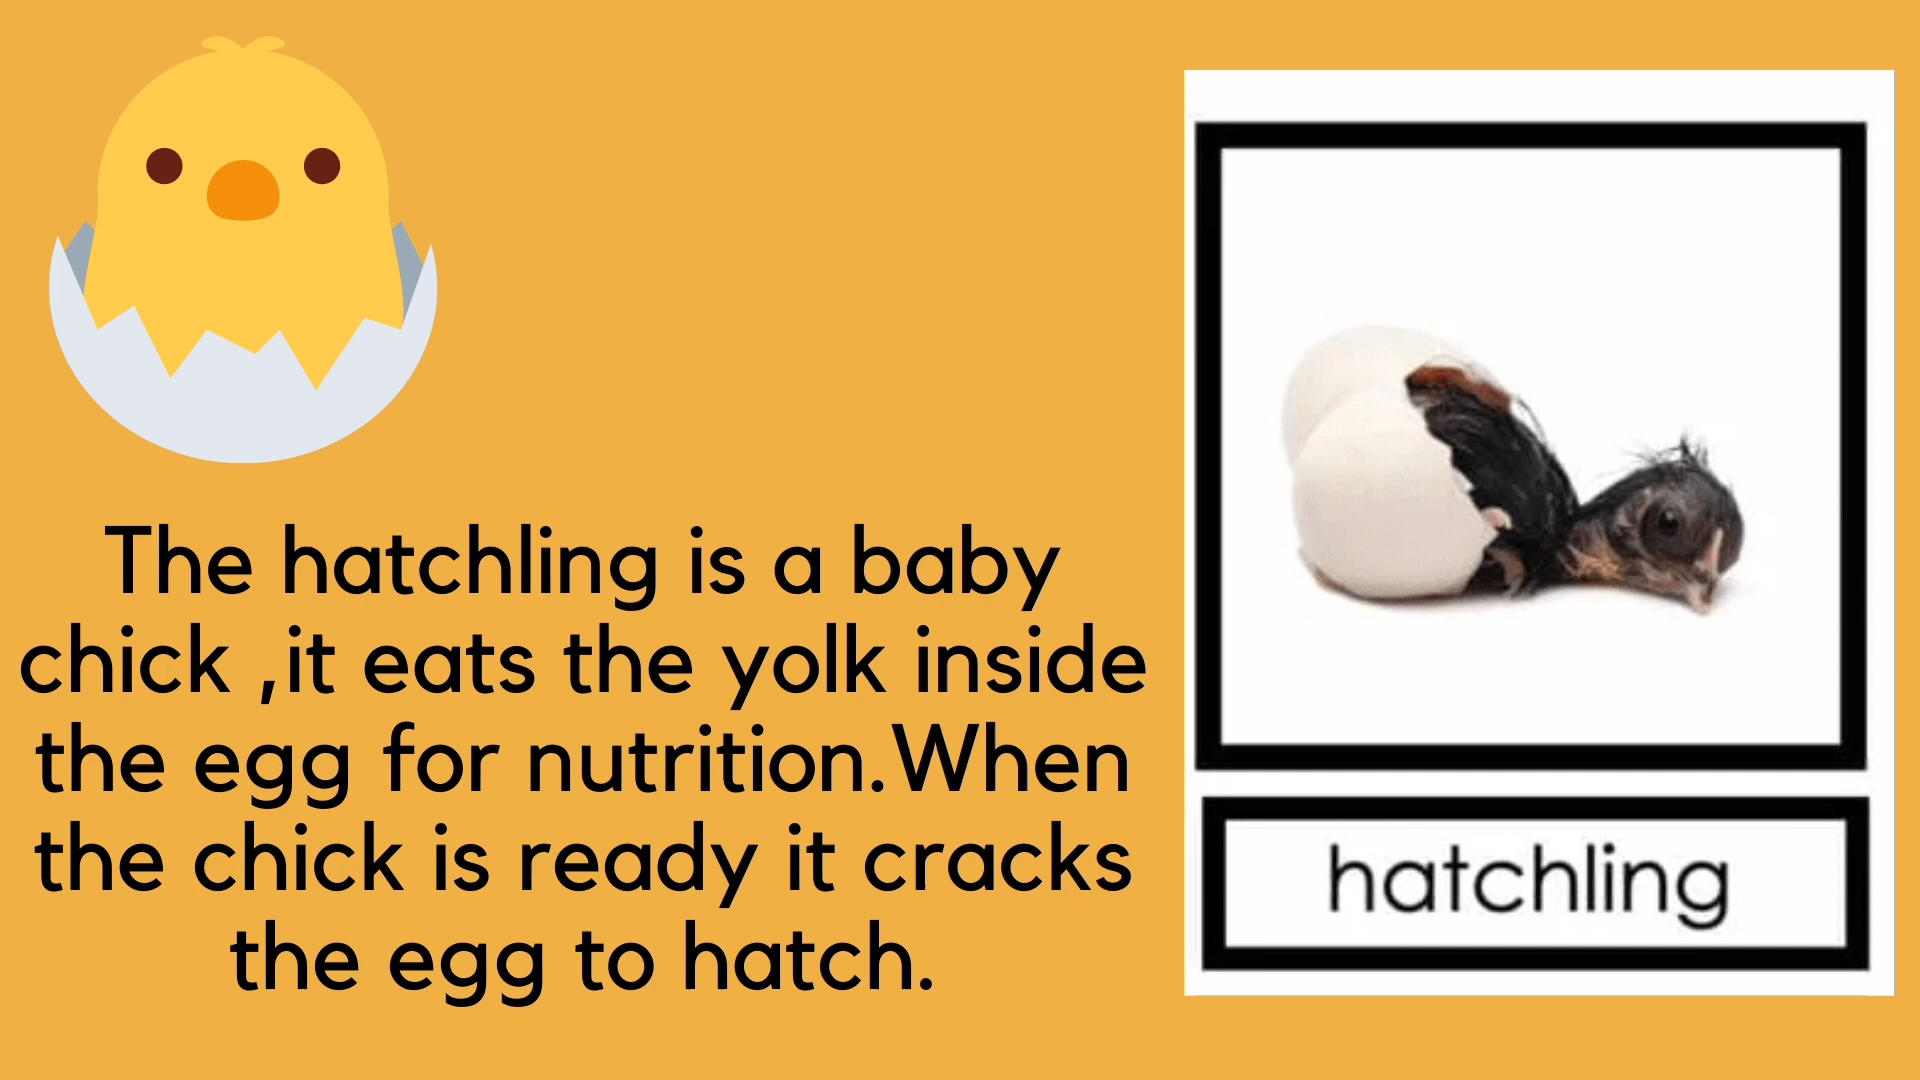 The hatchling is a baby
chick ,it eats the yolk inside
the egg for nutrition.When
the chick is ready it cracks
the egg to hatch.
hatchling